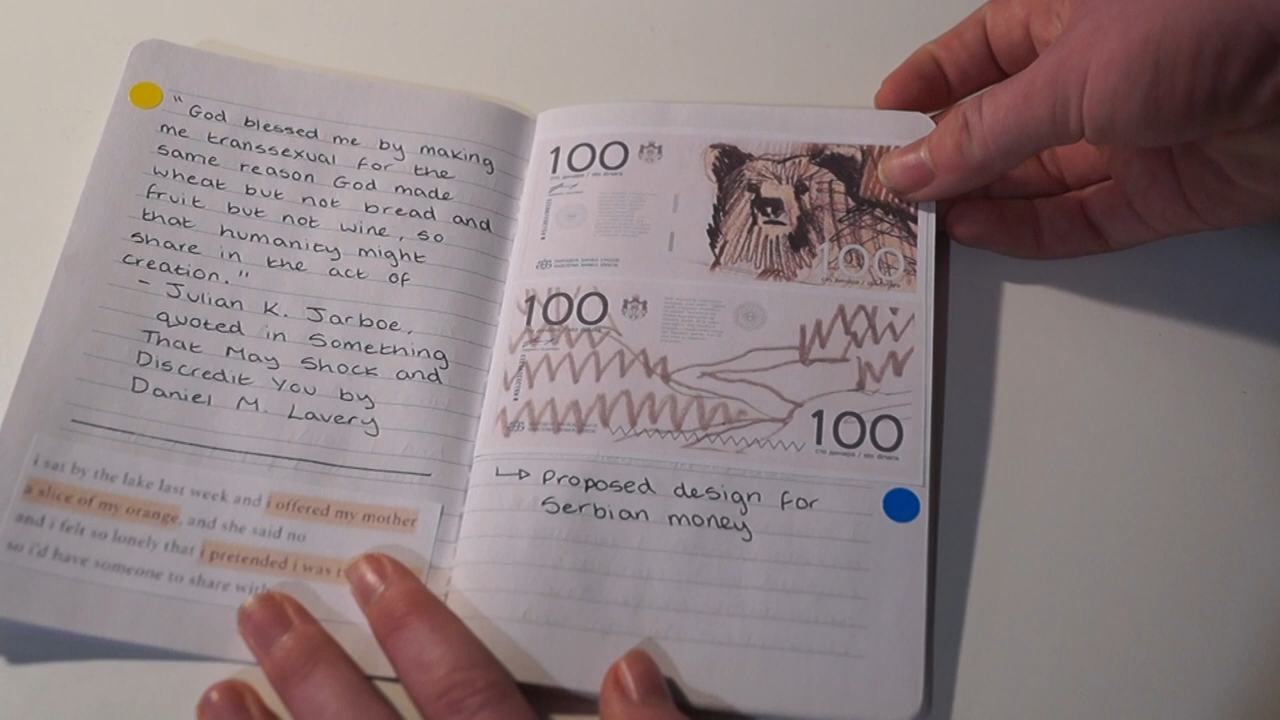 "God blessed me by making
me transsexual for the
same reason God made
wheat but not bread and
fruit but not wine, so
that humanity might
share in the act of
creation."
- Julian K. Jarboe,
quoted in Something
That May Shock and
Discredit You by
Daniel M. Lavery
i sat by the lake last week and i offered my mother
a slice of my orange, and she said no
and i felt so lonely that i pretended i was
so i'd have someone to share with
100
100
100
100
↳ Proposed design for
Serbian money